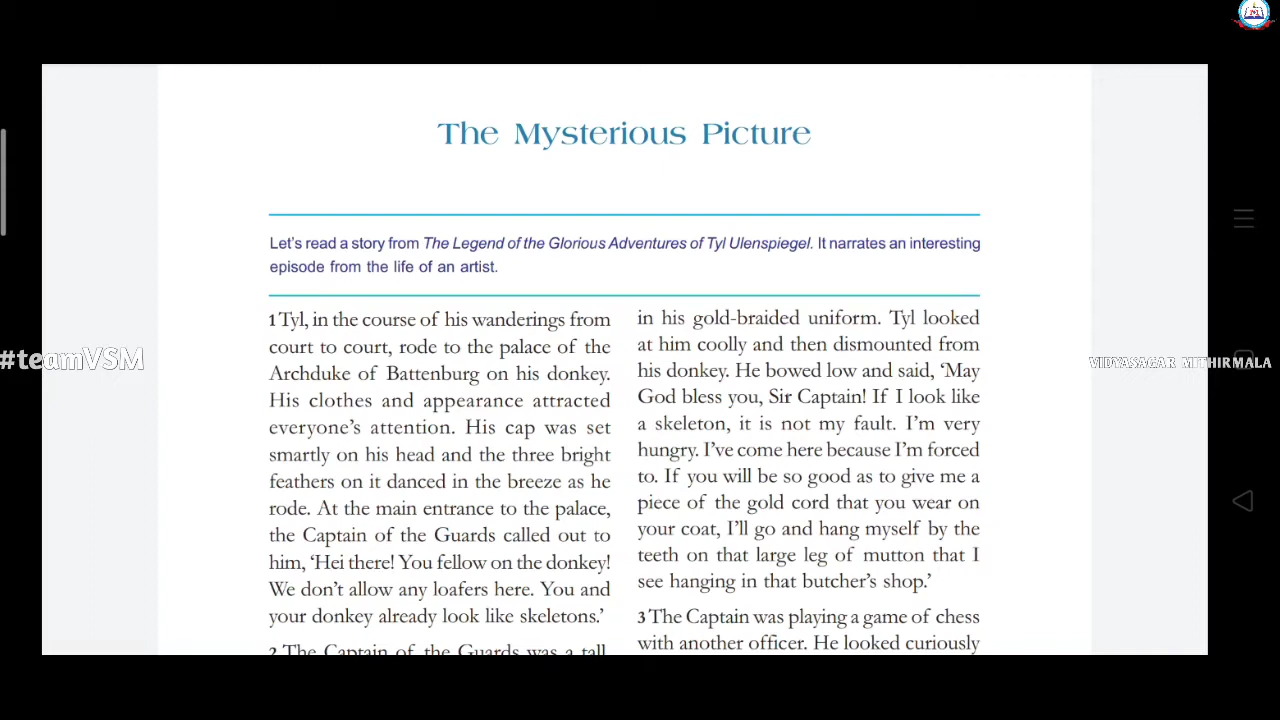 The Mysterious Picture
Let's read a story from The Legend of the Glorious Adventures of Tyl Ulenspiegel. It narrates an interesting
episode from the life of an artist.
1 Tyl, in the course of his wanderings from
court to court, rode to the palace of the
Archduke of Battenburg on his donkey.
His clothes and appearance attracted
everyone's attention. His cap was set
smartly on his head and the three bright
feathers on it danced in the breeze as he
rode. At the main entrance to the palace,
the Captain of the Guards called out to
him, ‘Hei there! You fellow on the donkey!
We don't allow any loafers here. You and
your donkey already look like skeletons.’
2 The Captain of the Guards was a tall,
in his gold-braided uniform. Tyl looked
at him coolly and then dismounted from
his donkey. He bowed low and said, ‘May
God bless you, Sir Captain! If I look like
a skeleton, it is not my fault. I'm very
hungry. I've come here because I'm forced
to. If you will be so good as to give me a
piece of the gold cord that you wear on
your coat, I'll go and hang myself by the
teeth on that large leg of mutton that I
see hanging in that butcher's shop.’
3 The Captain was playing a game of chess
with another officer. He looked curiously
#teamVSM
VIDYASAGAR MITHIRMALA